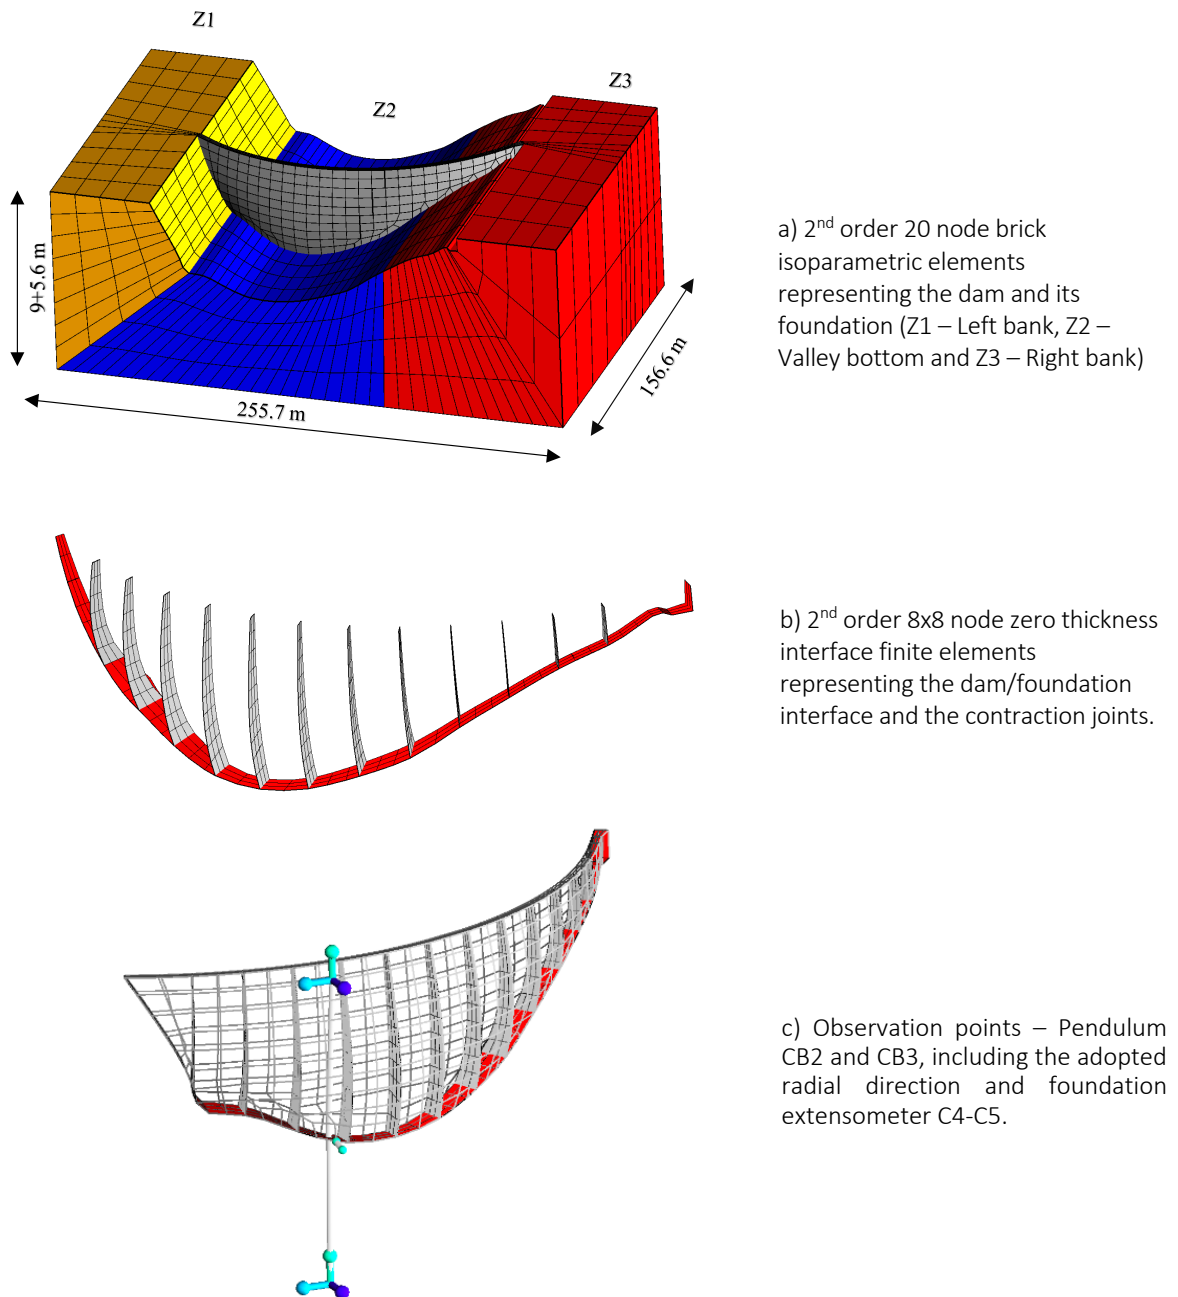 Z1
Z2
Z3
9+5.6 m
255.7 m
156.6 m
a) 2nd order 20 node brick
isoparametric elements
representing the dam and its
foundation (Z1 – Left bank, Z2 –
Valley bottom and Z3 – Right bank)
b) 2nd order 8x8 node zero thickness
interface finite elements
representing the dam/foundation
interface and the contraction joints.
c) Observation points – Pendulum
CB2 and CB3, including the adopted
radial direction and foundation
extensometer C4-C5.